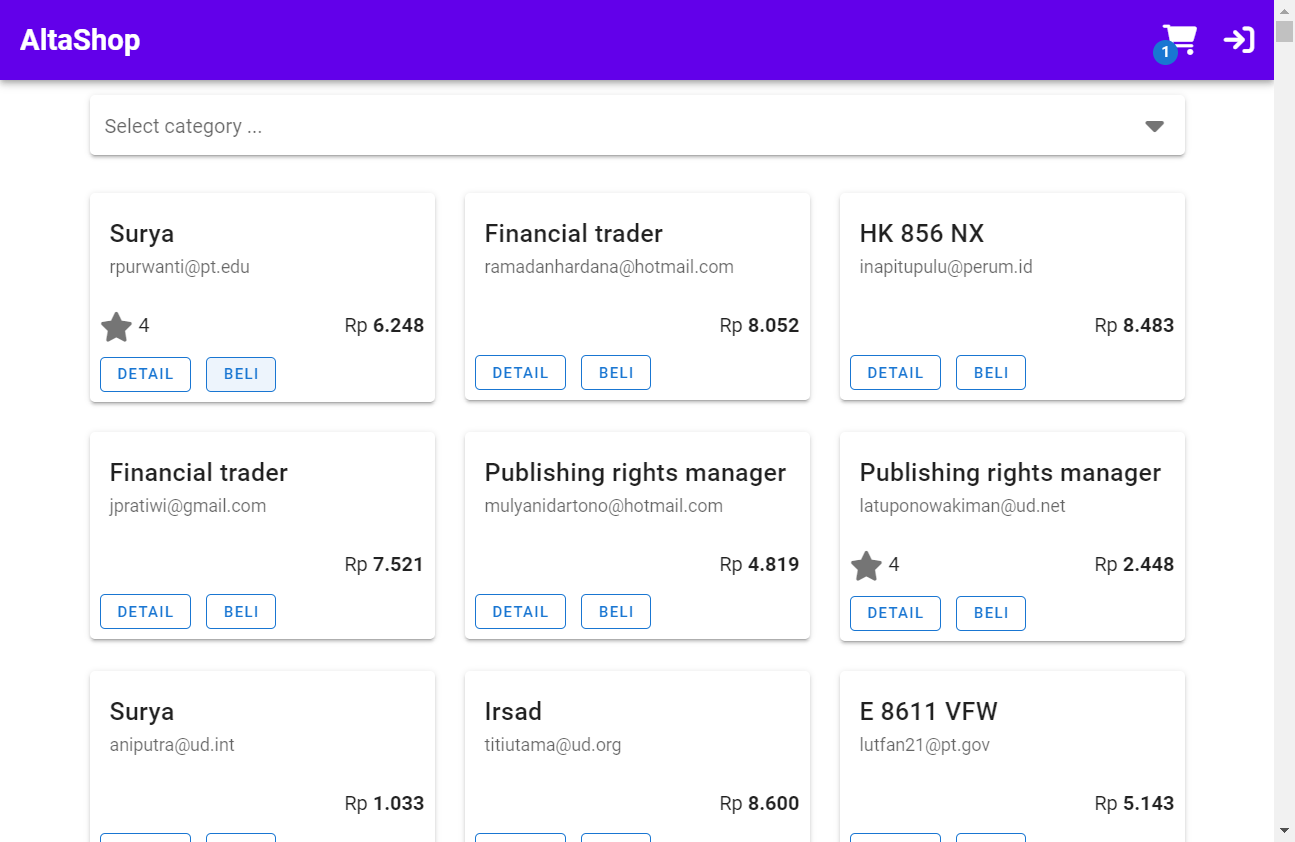 AltaShop
1
Select category ...
Surya
rpurwanti@pt.edu
4
Rp 6.248
DETAIL
BELI
Financial trader
ramadanhardana@hotmail.com
Rp 8.052
DETAIL
BELI
HK 856 NX
inapitupulu@perum.id
Rp 8.483
DETAIL
BELI
Financial trader
jpratiwi@gmail.com
Rp 7.521
DETAIL
BELI
Publishing rights manager
mulyanidartono@hotmail.com
Rp 4.819
DETAIL
BELI
Publishing rights manager
latuponowakiman@ud.net
4
Rp 2.448
DETAIL
BELI
Surya
aniputra@ud.int
Rp 1.033
Irsad
titiutama@ud.org
Rp 8.600
E 8611 VFW
lutfan21@pt.gov
Rp 5.143